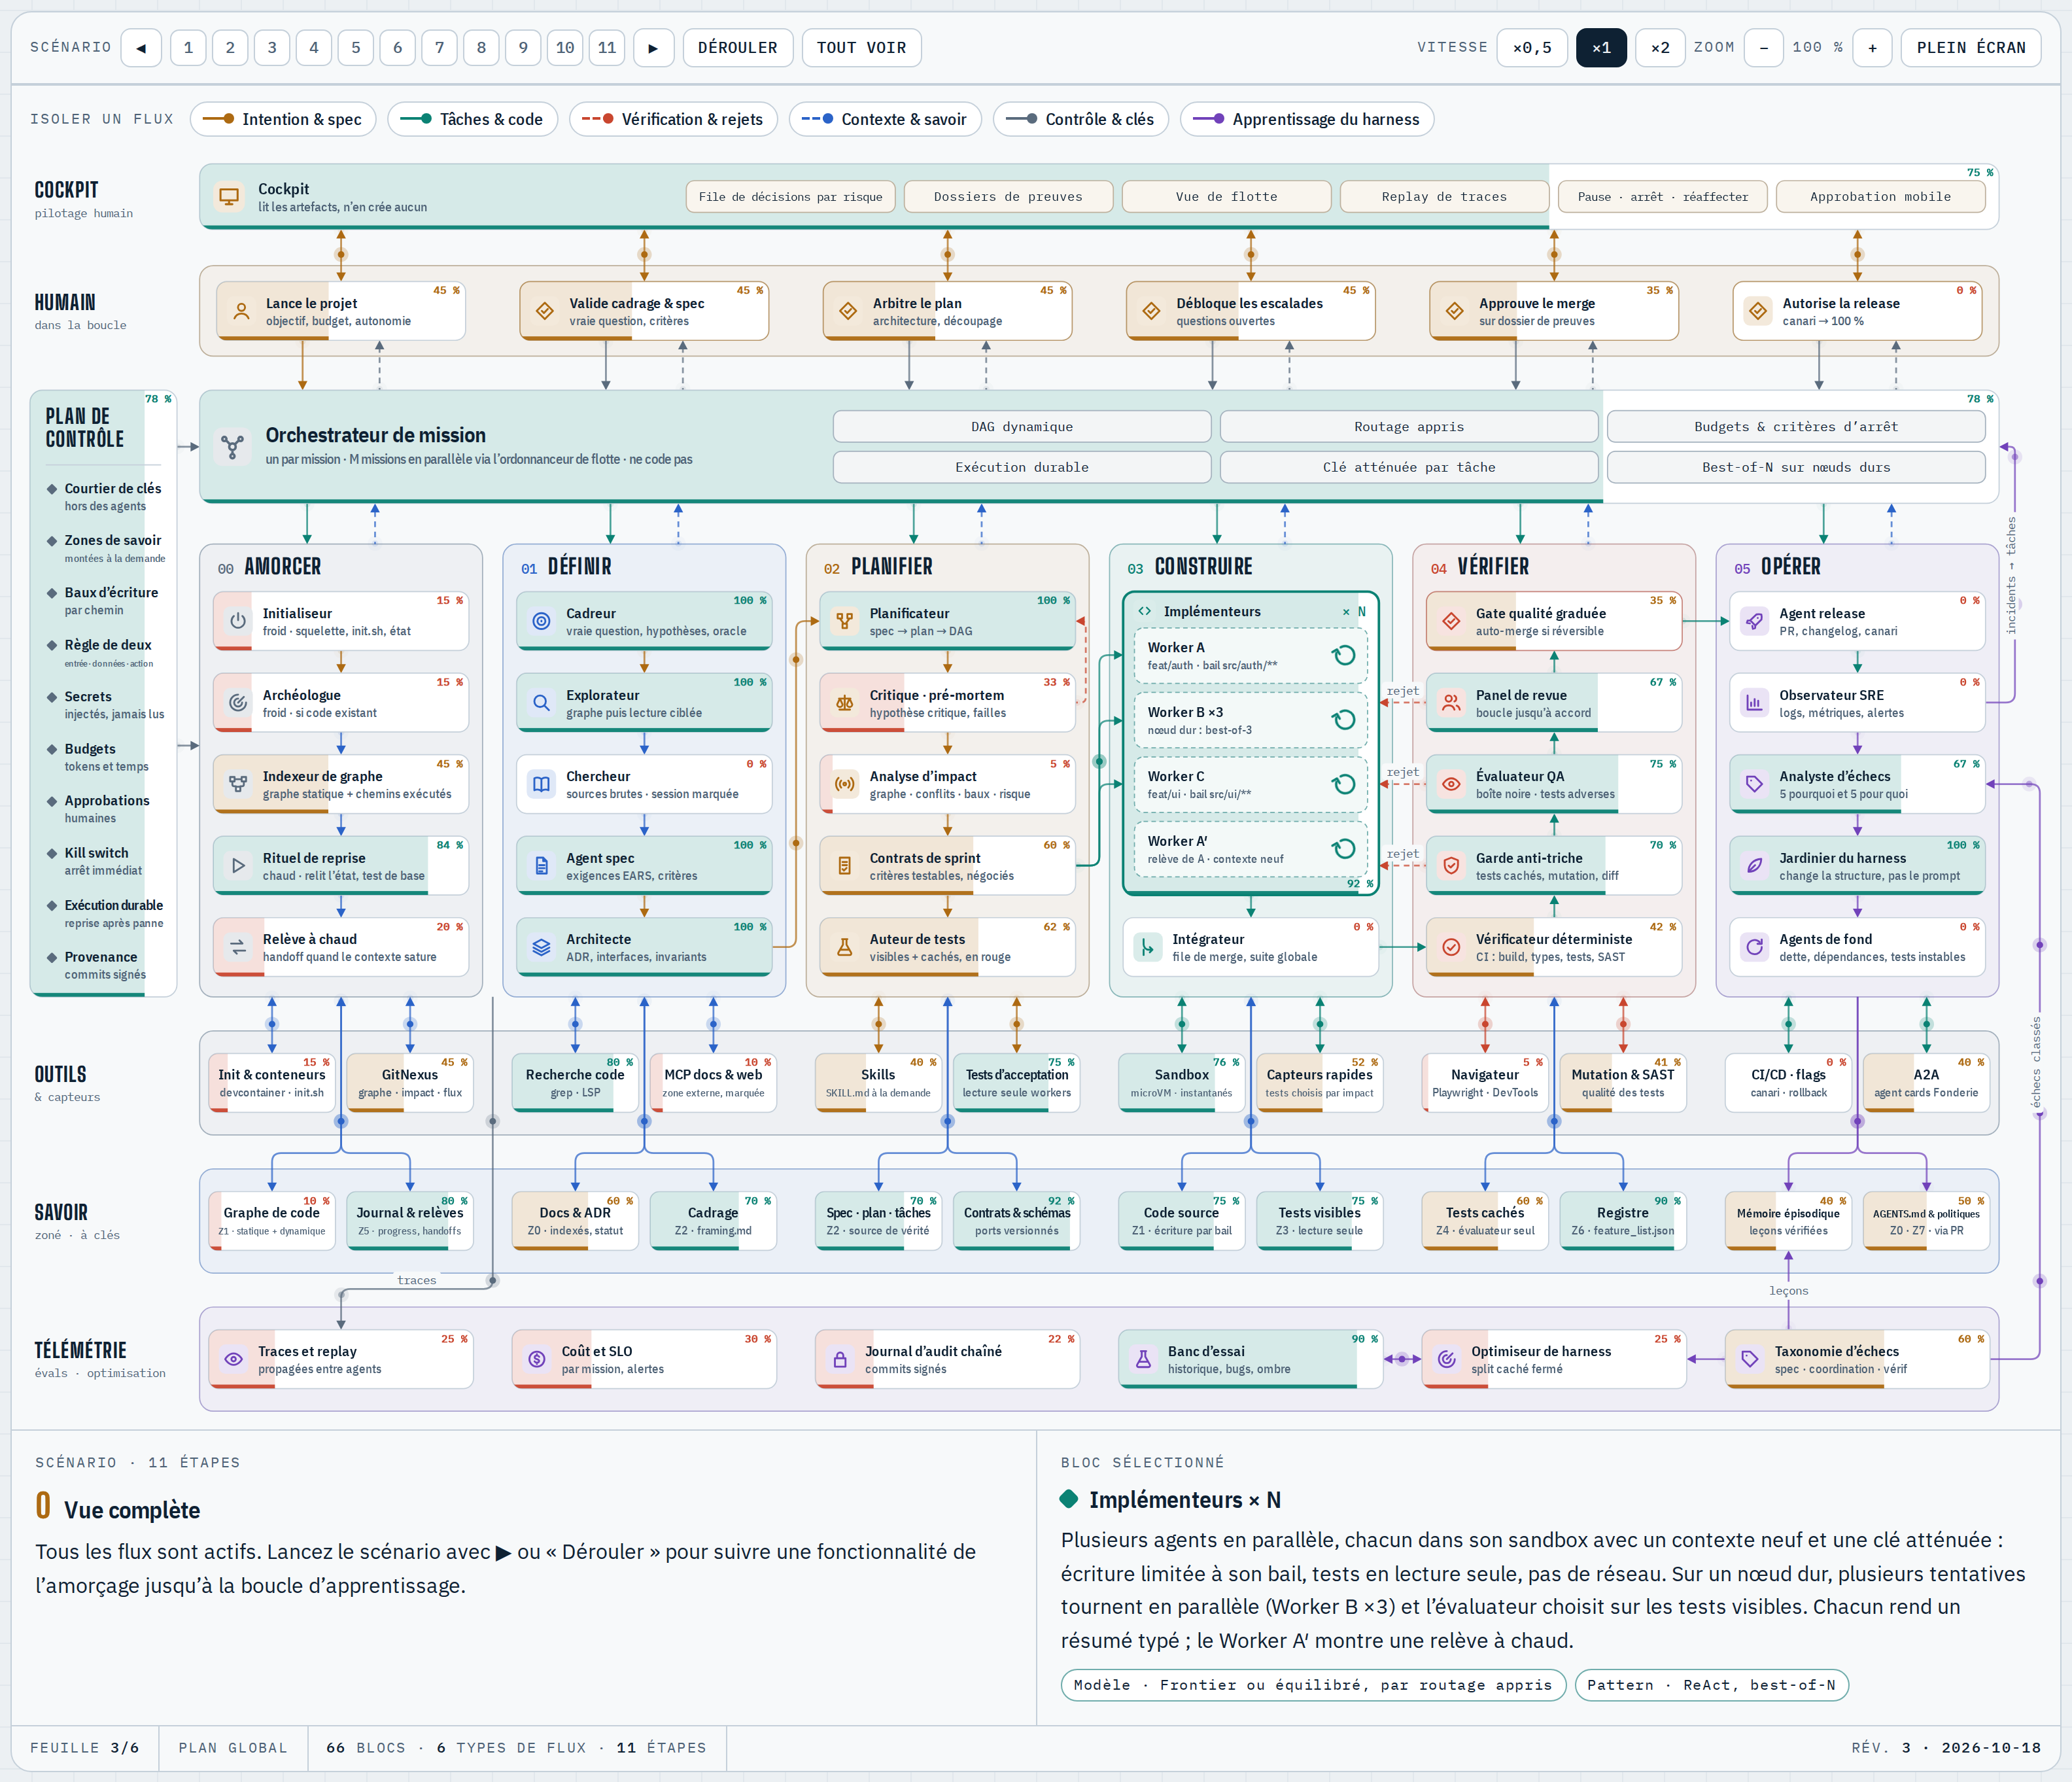 SCÉNARIO ◀ 1 2 3 4 5 6 7 8 9 10 11 ▶ DÉROULER TOUT VOIR
VITESSE ×0,5 ×1 ×2 ZOOM − 100 % + PLEIN ÉCRAN
ISOLER UN FLUX
Intention & spec
Tâches & code
Vérification & rejets
Contexte & savoir
Contrôle & clés
Apprentissage du harness
COCKPIT
pilotage humain
Cockpit
lit les artefacts, n’en crée aucun
File de décisions par risque
Dossiers de preuves
Vue de flotte
Replay de traces
Pause · arrêt · réaffecter
Approbation mobile
75 %
HUMAIN
dans la boucle
45 %
Lance le projet
objectif, budget, autonomie
45 %
Valide cadrage & spec
vraie question, critères
45 %
Arbitre le plan
architecture, découpage
45 %
Débloque les escalades
questions ouvertes
35 %
Approuve le merge
sur dossier de preuves
0 %
Autorise la release
canari → 100 %
78 %
PLAN DE
CONTRÔLE
Courtier de clés
hors des agents
Zones de savoir
montées à la demande
Baux d’écriture
par chemin
Règle de deux
entrée · données · action
Secrets
injectés, jamais lus
Budgets
tokens et temps
Approbations
humaines
Kill switch
arrêt immédiat
Exécution durable
reprise après panne
Provenance
commits signés
78 %
Orchestrateur de mission
un par mission · M missions en parallèle via l’ordonnanceur de flotte · ne code pas
DAG dynamique
Routage appris
Budgets & critères d’arrêt
Exécution durable
Clé atténuée par tâche
Best-of-N sur nœuds durs
00 AMORCER
15 %
Initialiseur
froid · squelette, init.sh, état
15 %
Archéologue
froid · si code existant
45 %
Indexeur de graphe
graphe statique + chemins exécutés
84 %
Rituel de reprise
chaud · relit l’état, test de base
20 %
Relève à chaud
handoff quand le contexte sature
01 DÉFINIR
100 %
Cadreur
vraie question, hypothèses, oracle
100 %
Explorateur
graphe puis lecture ciblée
0 %
Chercheur
sources brutes · session marquée
100 %
Agent spec
exigences EARS, critères
100 %
Architecte
ADR, interfaces, invariants
02 PLANIFIER
100 %
Planificateur
spec → plan → DAG
33 %
Critique · pré-mortem
hypothèse critique, failles
5 %
Analyse d’impact
graphe · conflits · baux · risque
60 %
Contrats de sprint
critères testables, négociés
62 %
Auteur de tests
visibles + cachés, en rouge
03 CONSTRUIRE
Implémenteurs × N
Worker A
feat/auth · bail src/auth/**
Worker B ×3
nœud dur : best-of-3
Worker C
feat/ui · bail src/ui/**
Worker A′
relève de A · contexte neuf
92 %
0 %
Intégrateur
file de merge, suite globale
rejet
rejet
rejet
04 VÉRIFIER
35 %
Gate qualité graduée
auto-merge si réversible
67 %
Panel de revue
boucle jusqu’à accord
75 %
Évaluateur QA
boîte noire · tests adverses
70 %
Garde anti-triche
tests cachés, mutation, diff
42 %
Vérificateur déterministe
CI : build, types, tests, SAST
05 OPÉRER
0 %
Agent release
PR, changelog, canari
0 %
Observateur SRE
logs, métriques, alertes
67 %
Analyste d’échecs
5 pourquoi et 5 pour quoi
100 %
Jardinier du harness
change la structure, pas le prompt
0 %
Agents de fond
dette, dépendances, tests instables
incidents → tâches
échecs classés
OUTILS
& capteurs
15 %
Init & conteneurs
devcontainer · init.sh
45 %
GitNexus
graphe · impact · flux
80 %
Recherche code
grep · LSP
10 %
MCP docs & web
zone externe, marquée
40 %
Skills
SKILL.md à la demande
75 %
Tests d’acceptation
lecture seule workers
76 %
Sandbox
microVM · instantanés
52 %
Capteurs rapides
tests choisis par impact
5 %
Navigateur
Playwright · DevTools
41 %
Mutation & SAST
qualité des tests
0 %
CI/CD · flags
canari · rollback
40 %
A2A
agent cards Fonderie
SAVOIR
zoné · à clés
10 %
Graphe de code
Z1 · statique + dynamique
80 %
Journal & relèves
Z5 · progress, handoffs
60 %
Docs & ADR
Z0 · indexés, statut
70 %
Cadrage
Z2 · framing.md
70 %
Spec · plan · tâches
Z2 · source de vérité
92 %
Contrats & schémas
ports versionnés
75 %
Code source
Z1 · écriture par bail
75 %
Tests visibles
Z3 · lecture seule
60 %
Tests cachés
Z4 · évaluateur seul
90 %
Registre
Z6 · feature_list.json
40 %
Mémoire épisodique
leçons vérifiées
50 %
AGENTS.md & politiques
Z0 · Z7 · via PR
traces
leçons
TÉLÉMÉTRIE
évals · optimisation
25 %
Traces et replay
propagées entre agents
30 %
Coût et SLO
par mission, alertes
22 %
Journal d’audit chaîné
commits signés
90 %
Banc d’essai
historique, bugs, ombre
25 %
Optimiseur de harness
split caché fermé
60 %
Taxonomie d’échecs
spec · coordination · vérif
SCÉNARIO · 11 ÉTAPES
0 Vue complète
Tous les flux sont actifs. Lancez le scénario avec ▶ ou « Dérouler » pour suivre une fonctionnalité de
l’amorçage jusqu’à la boucle d’apprentissage.
BLOC SÉLECTIONNÉ
Implémenteurs × N
Plusieurs agents en parallèle, chacun dans son sandbox avec un contexte neuf et une clé atténuée :
écriture limitée à son bail, tests en lecture seule, pas de réseau. Sur un nœud dur, plusieurs tentatives
tournent en parallèle (Worker B ×3) et l’évaluateur choisit sur les tests visibles. Chacun rend un
résumé typé ; le Worker A′ montre une relève à chaud.
Modèle · Frontier ou équilibré, par routage appris
Pattern · ReAct, best-of-N
FEUILLE 3/6
PLAN GLOBAL
66 BLOCS · 6 TYPES DE FLUX · 11 ÉTAPES
RÉV. 3 · 2026-10-18